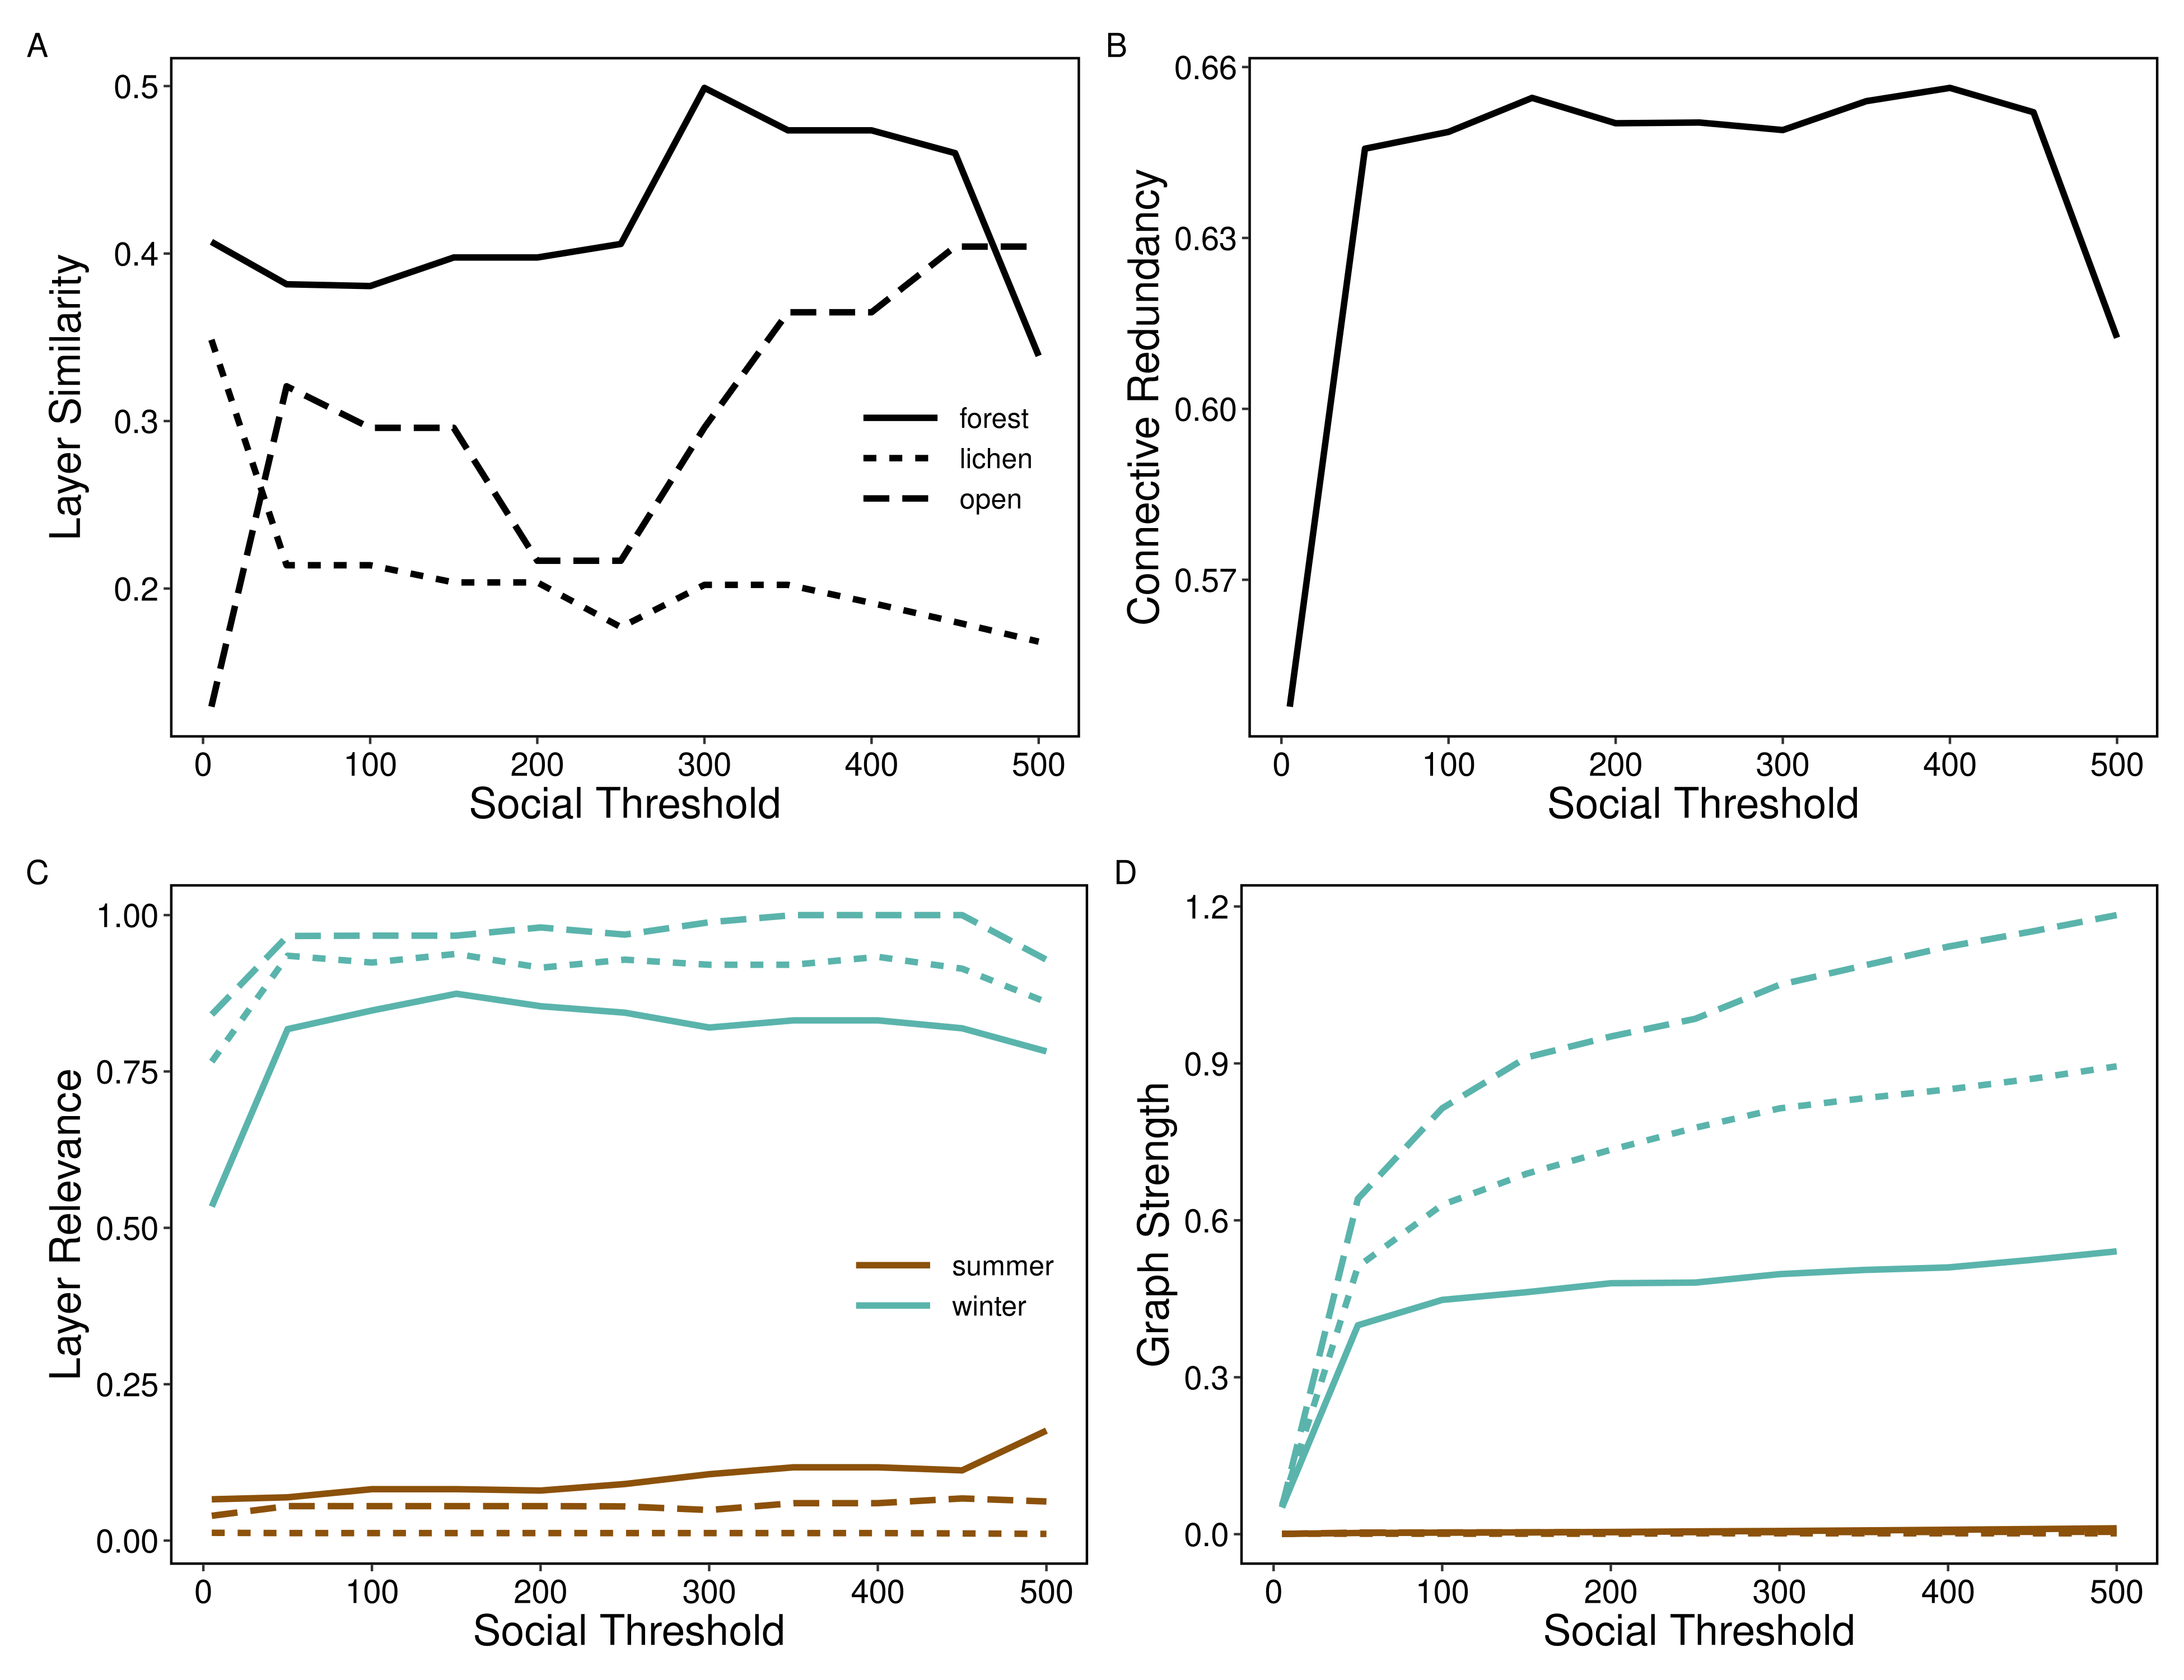 A
0.5
0.4
0.3
0.2
Layer Similarity
forest
lichen
open
0 100 200 300 400 500
Social Threshold
B
0.66
0.63
0.60
0.57
Connective Redundancy
0 100 200 300 400 500
Social Threshold
C
1.00
0.75
0.50
0.25
0.00
Layer Relevance
summer
winter
0 100 200 300 400 500
Social Threshold
D
1.2
0.9
0.6
0.3
0.0
Graph Strength
0 100 200 300 400 500
Social Threshold